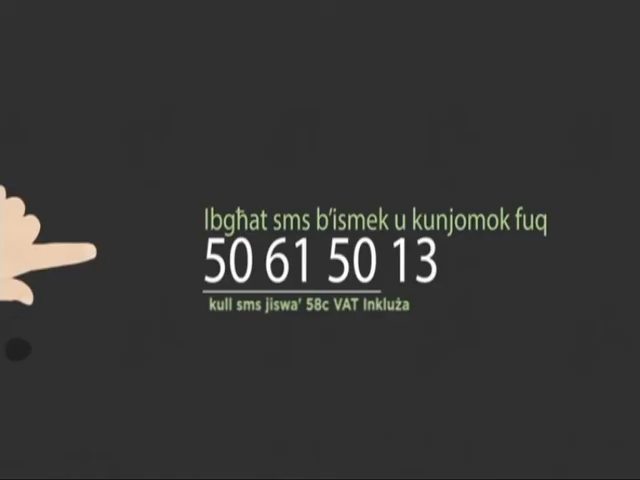 Ibgħat sms b'ismek u kunjomok fuq
50 61 50 13
kull sms jiswa' 58c VAT Inkluża